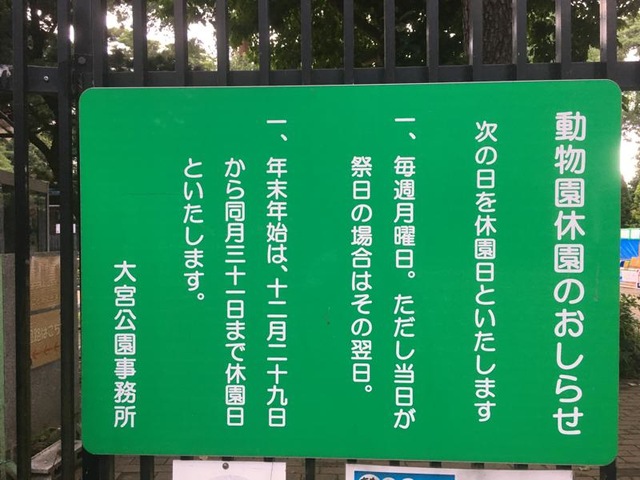 動物園休園のおしらせ
次の日を休園日といたします
一、毎週月曜日。ただし当日が
祭日の場合はその翌日。
一、年末年始は、十二月二十九日
から同月三十一日まで休園日
といたします。
大宮公園事務所